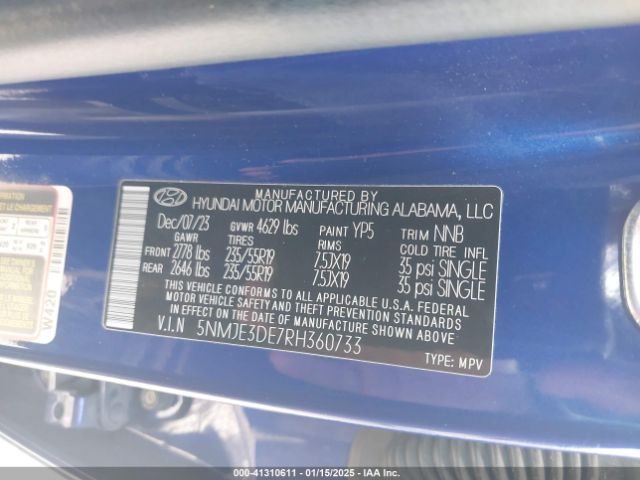 MANUFACTURED BY
HYUNDAI MOTOR MANUFACTURING ALABAMA, LLC
Dec/07/23 GVWR 4629 lbs PAINT YP5 TRIM NNB
GAWR TIRES RIMS COLD TIRE INFL
FRONT 2778 lbs 235/55R19 7.5JX19 35 psi SINGLE
REAR 2646 lbs 235/55R19 7.5JX19 35 psi SINGLE
THIS VEHICLE CONFORMS TO ALL APPLICABLE U.S.A. FEDERAL
MOTOR VEHICLE SAFETY AND THEFT PREVENTION STANDARDS
IN EFFECT ON THE DATE OF MANUFACTURE SHOWN ABOVE
V.I.N 5NMJE3DE7RH360733
TYPE: MPV
ET LE CHARGEMENT
W420
000-41310611 - 01/15/2025 - Copart, Inc. IAA